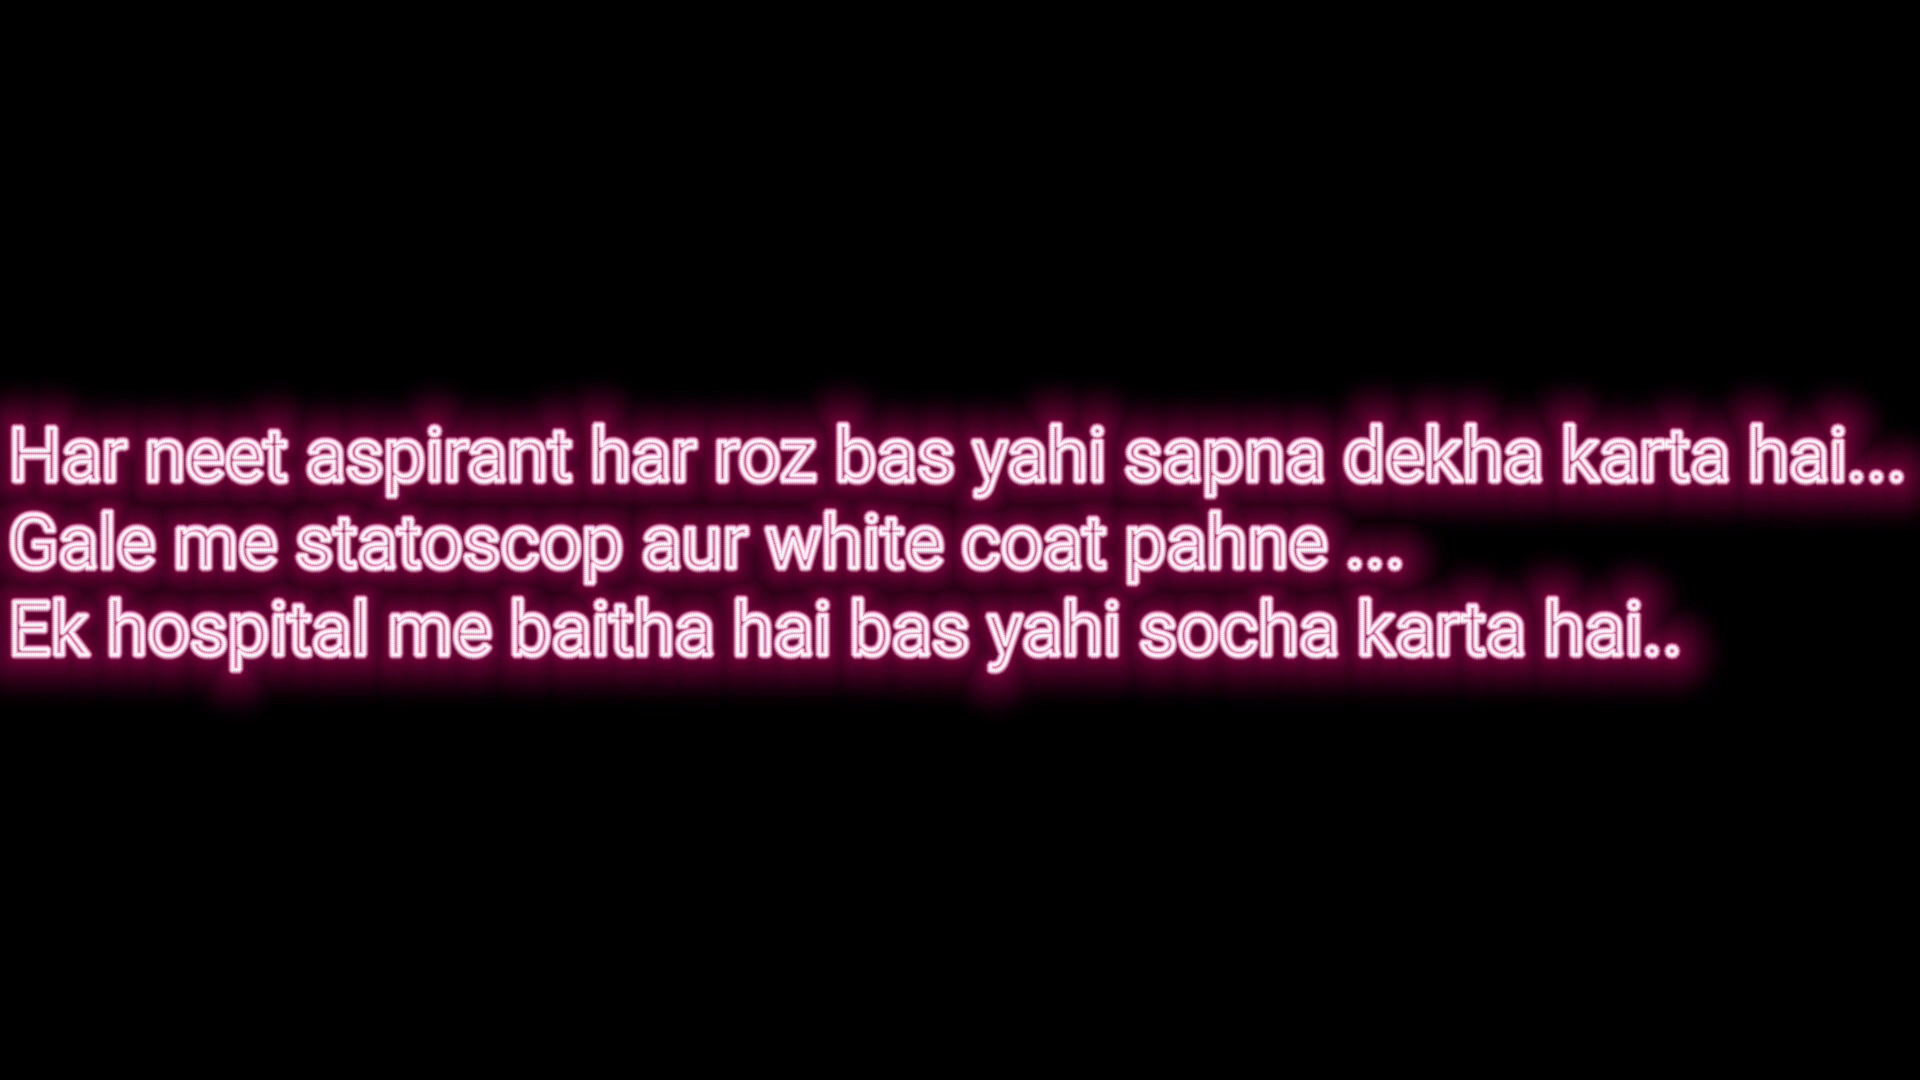 Har neet aspirant har roz bas yahi sapna dekha karta hai...
Gale me statoscop aur white coat pahne ...
Ek hospital me baitha hai bas yahi socha karta hai..